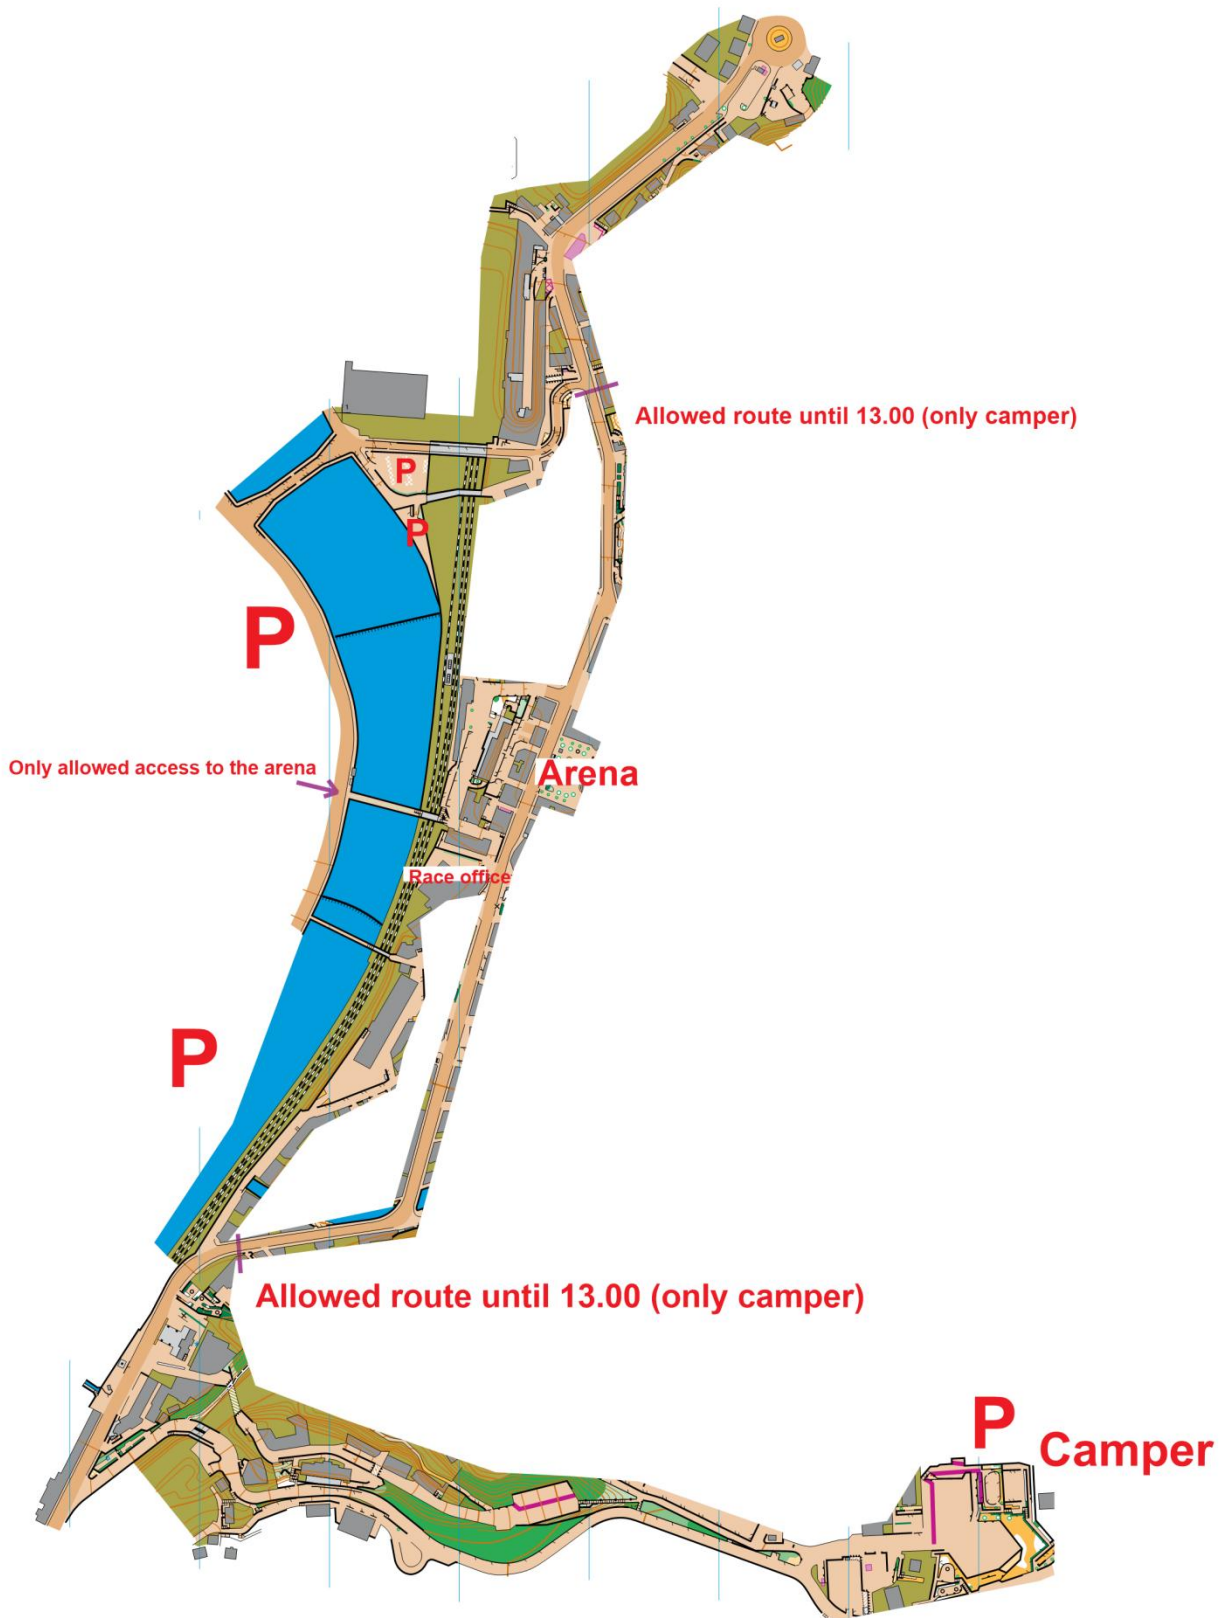 Allowed route until 13.00 (only camper)
P
P
P
Only allowed access to the arena
Arena
Race office
P
Allowed route until 13.00 (only camper)
P
Camper